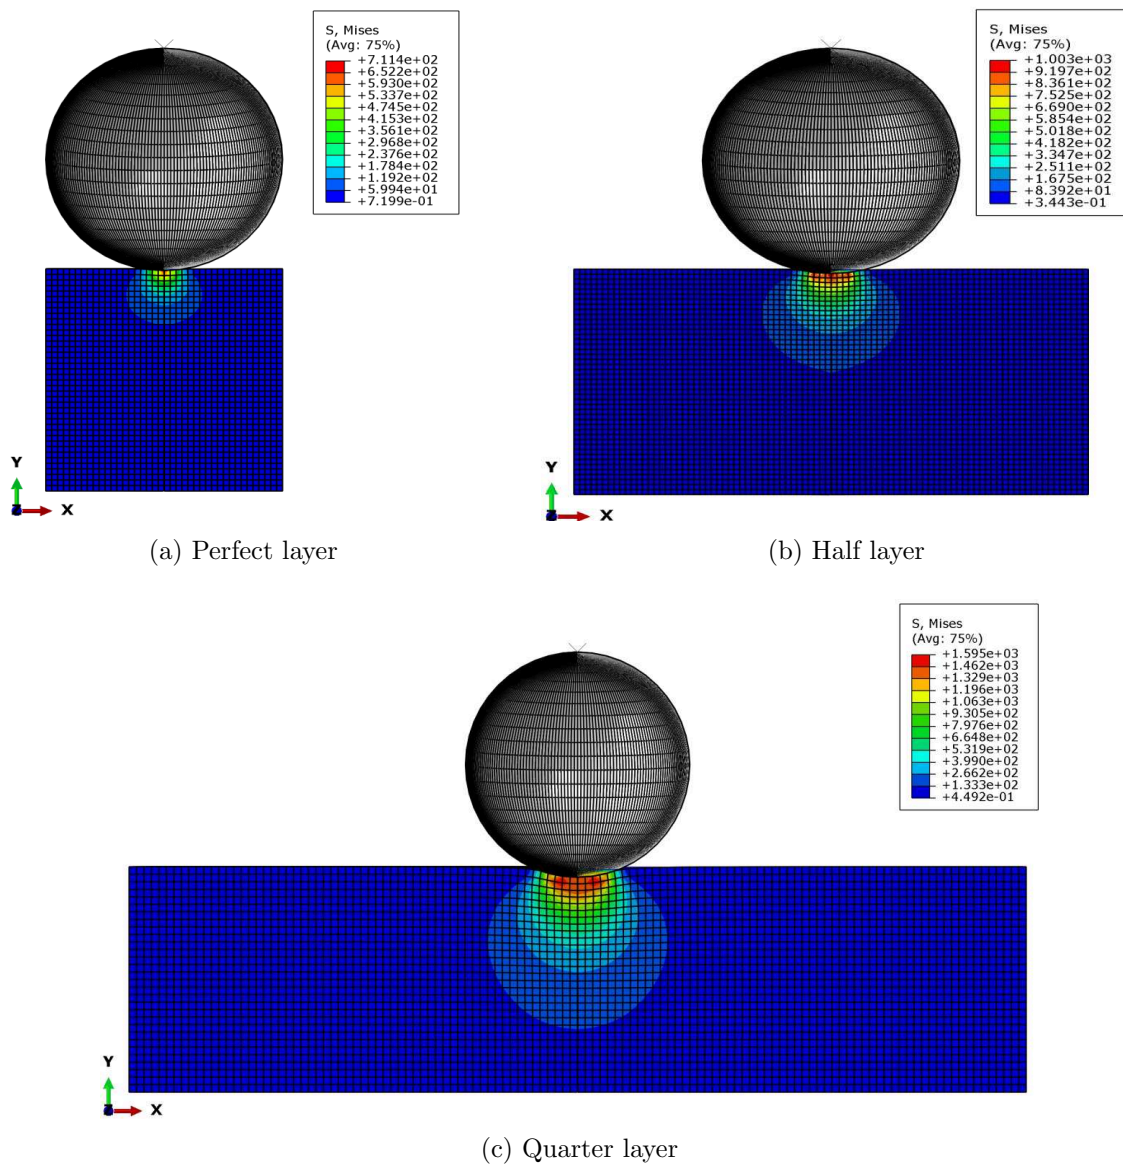 S, Mises
(Avg: 75%)
+7.114e+02
+6.522e+02
+5.930e+02
+5.337e+02
+4.745e+02
+4.153e+02
+3.561e+02
+2.968e+02
+2.376e+02
+1.784e+02
+1.192e+02
+5.994e+01
+7.199e-01
Y
X
(a) Perfect layer
S, Mises
(Avg: 75%)
+1.003e+03
+9.197e+02
+8.361e+02
+7.525e+02
+6.690e+02
+5.854e+02
+5.018e+02
+4.182e+02
+3.347e+02
+2.511e+02
+1.675e+02
+8.392e+01
+3.443e-01
Y
X
(b) Half layer
S, Mises
(Avg: 75%)
+1.595e+03
+1.462e+03
+1.329e+03
+1.196e+03
+1.063e+03
+9.305e+02
+7.976e+02
+6.648e+02
+5.319e+02
+3.990e+02
+2.662e+02
+1.333e+02
+4.492e-01
Y
X
(c) Quarter layer